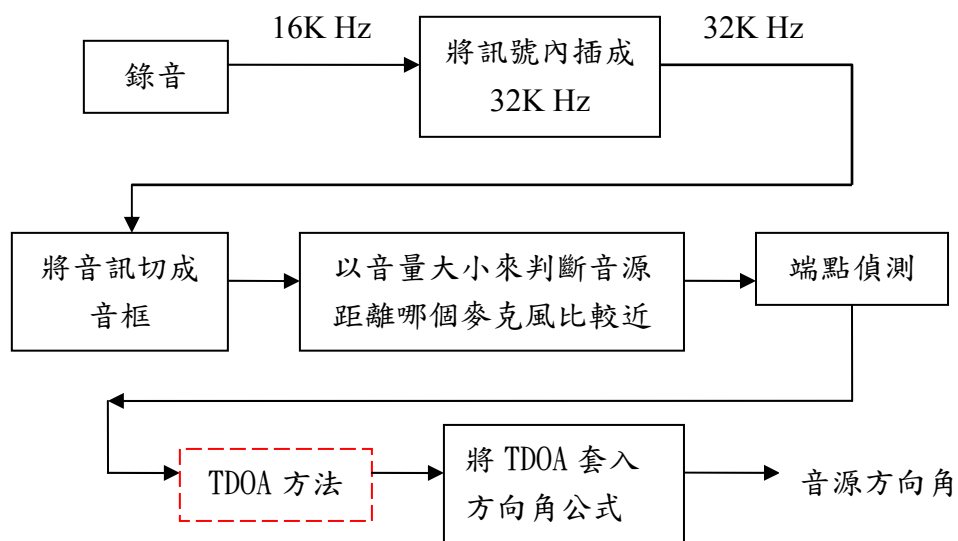 16K Hz
32K Hz
錄音
將訊號內插成
32K Hz
將音訊切成
音框
以音量大小來判斷音源
距離哪個麥克風比較近
端點偵測
TDOA 方法
將 TDOA 套入
方向角公式
音源方向角